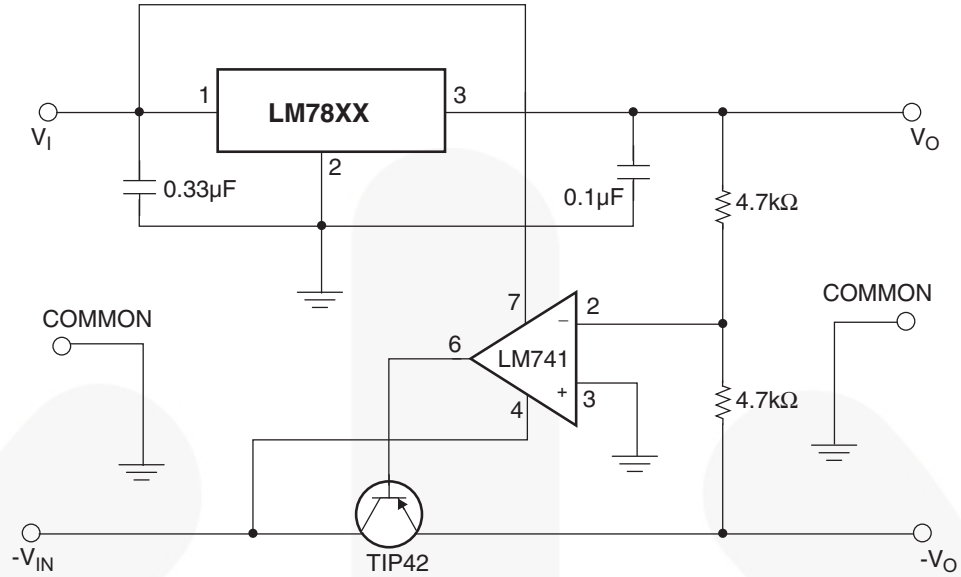 1
LM78XX
3
V_I
V_O
2
0.33µF
0.1µF
4.7kΩ
COMMON
COMMON
7
2
6
−
LM741
+
3
4
4.7kΩ
-V_IN
TIP42
-V_O